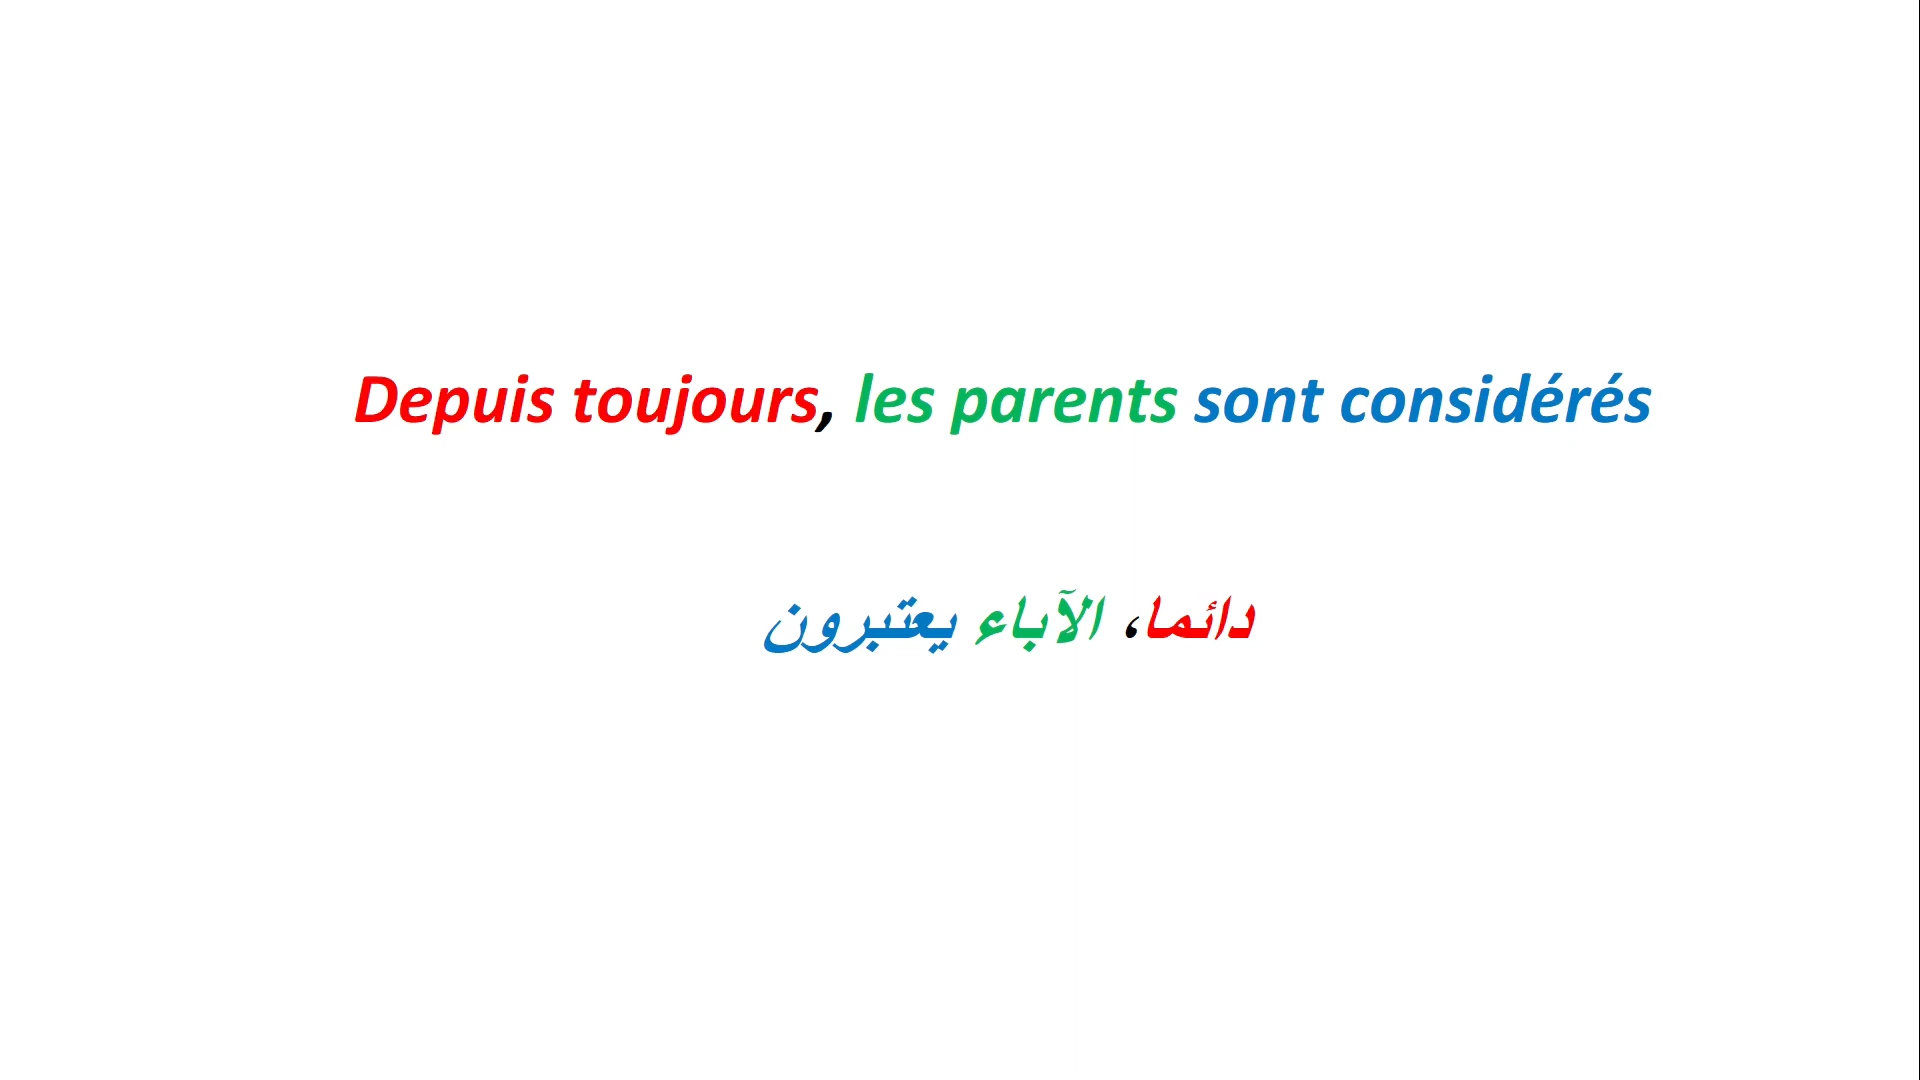 Depuis toujours, les parents sont considérés
دائما، الآباء يعتبرون